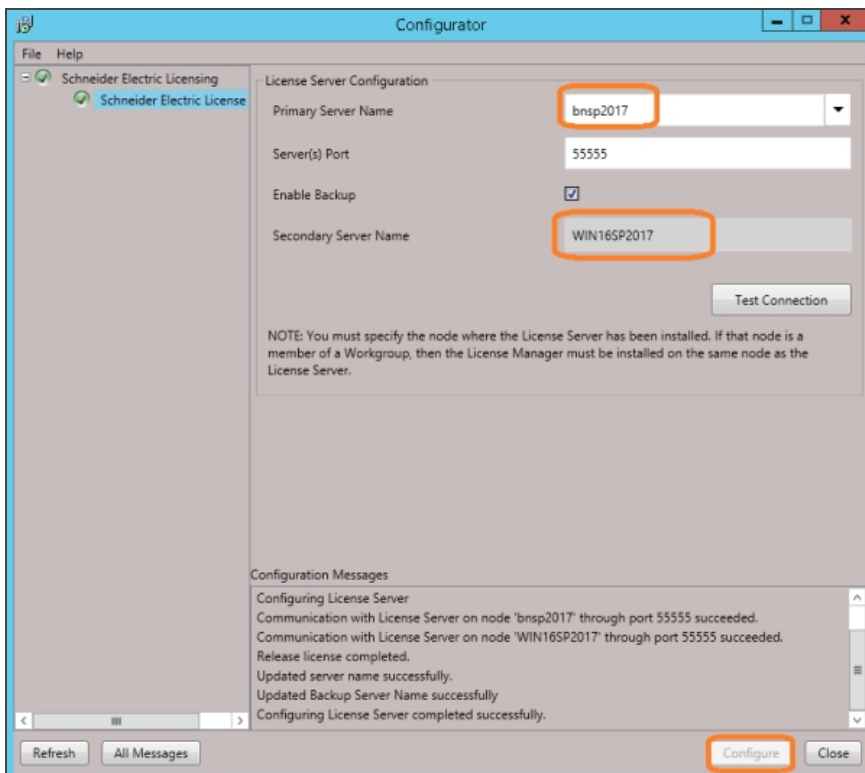 Configurator
File Help
Schneider Electric Licensing
Schneider Electric License
License Server Configuration
Primary Server Name
bnsp2017
Server(s) Port
55555
Enable Backup
Secondary Server Name
WIN16SP2017
Test Connection
NOTE: You must specify the node where the License Server has been installed. If that node is a
member of a Workgroup, then the License Manager must be installed on the same node as the
License Server.
Configuration Messages
Configuring License Server
Communication with License Server on node 'bnsp2017' through port 55555 succeeded.
Communication with License Server on node 'WIN16SP2017' through port 55555 succeeded.
Release license completed.
Updated server name successfully.
Updated Backup Server Name successfully
Configuring License Server completed successfully.
Refresh
All Messages
Configure
Close